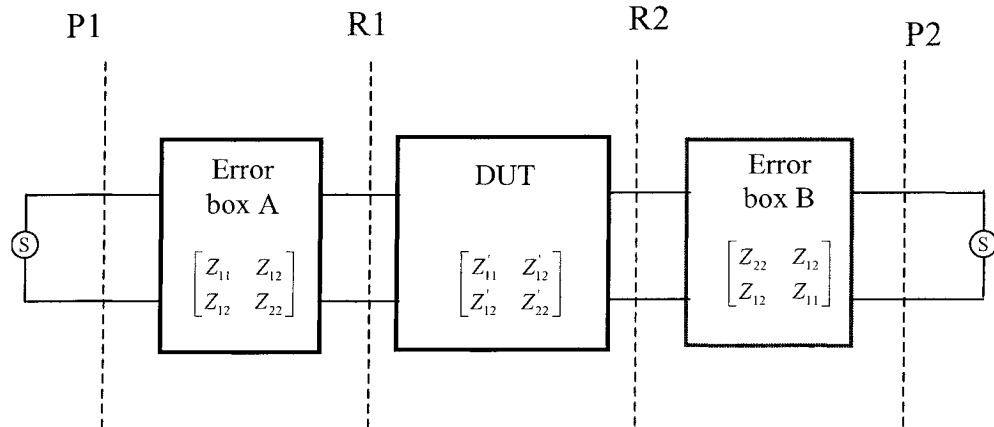 P1 R1 R2 P2
Error box A
DUT
Error box B
Z11 Z12
Z12 Z22
Z'11 Z'12
Z'12 Z'22
Z22 Z12
Z12 Z11
S
S